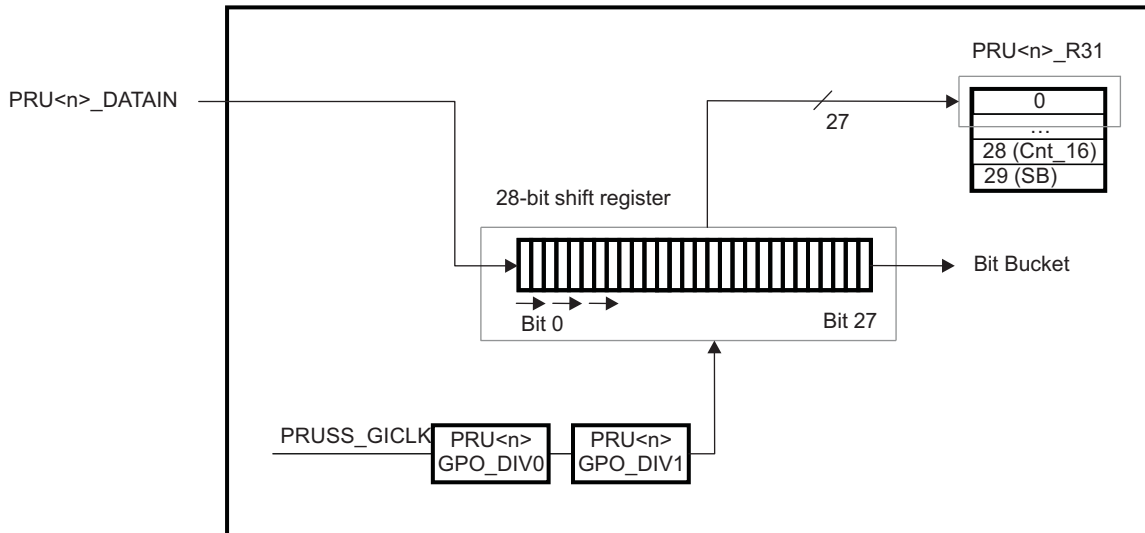 PRU<n>_R31
PRU<n>_DATAIN
0
27
...
28 (Cnt_16)
29 (SB)
28-bit shift register
Bit Bucket
Bit 0
Bit 27
PRUSS_GICLK
PRU<n>
GPO_DIV0
PRU<n>
GPO_DIV1